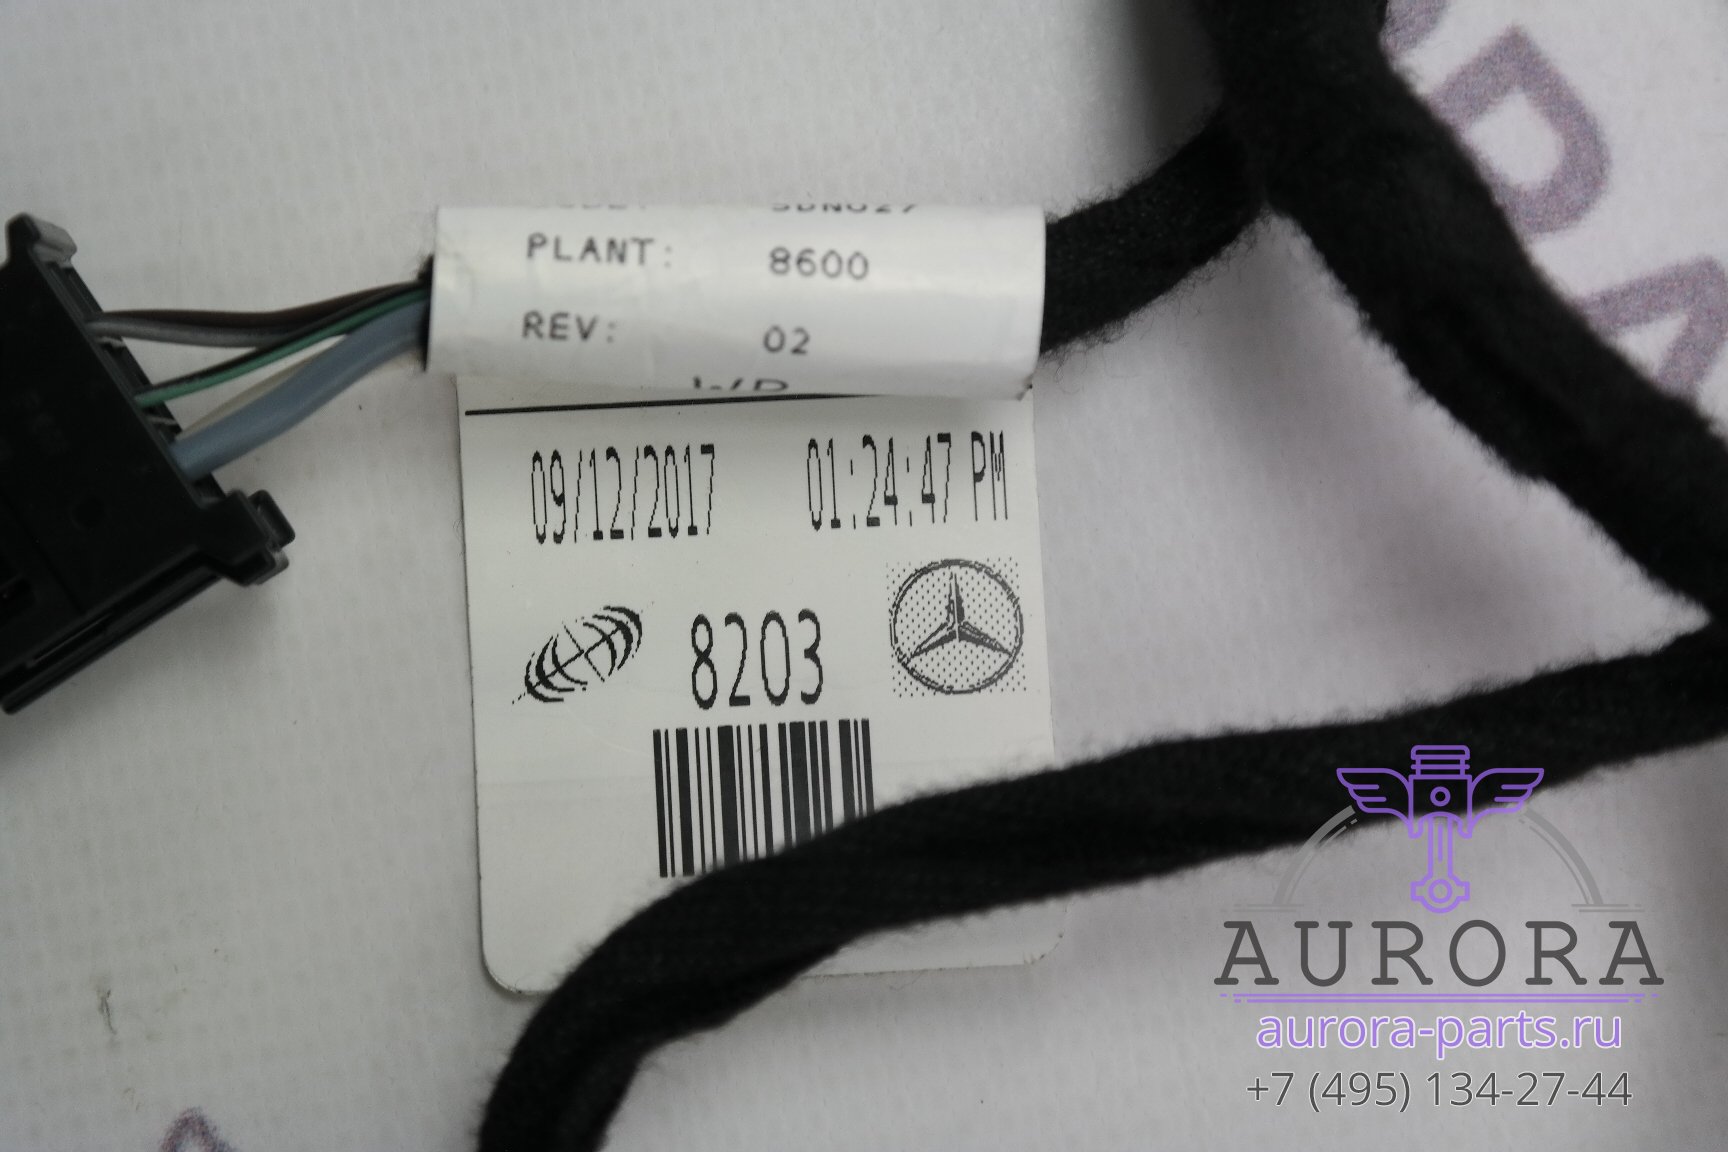 PLANT: 8600
REV: 02
09/12/2017 01:24:47 PM
8203
AURORA
aurora-parts.ru
+7 (495) 134-27-44